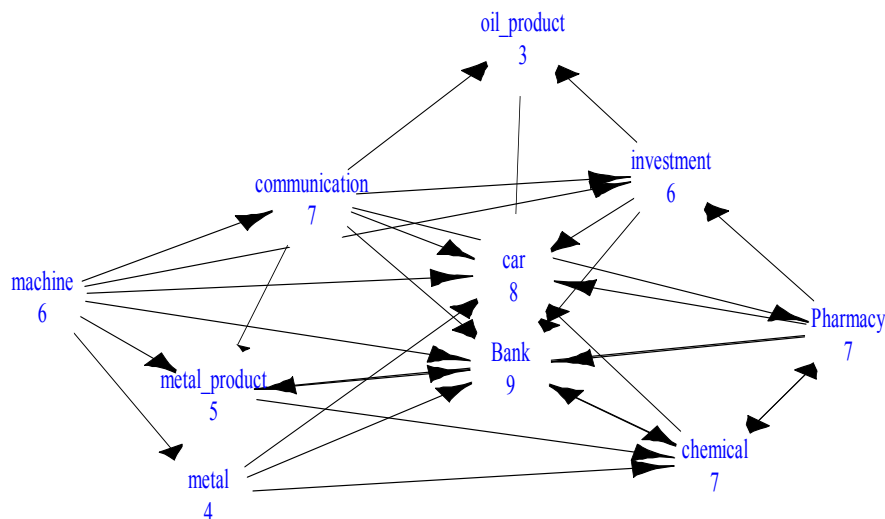 oil_product
3
investment
6
communication
7
car
8
machine
6
Pharmacy
7
Bank
9
metal_product
5
chemical
7
metal
4